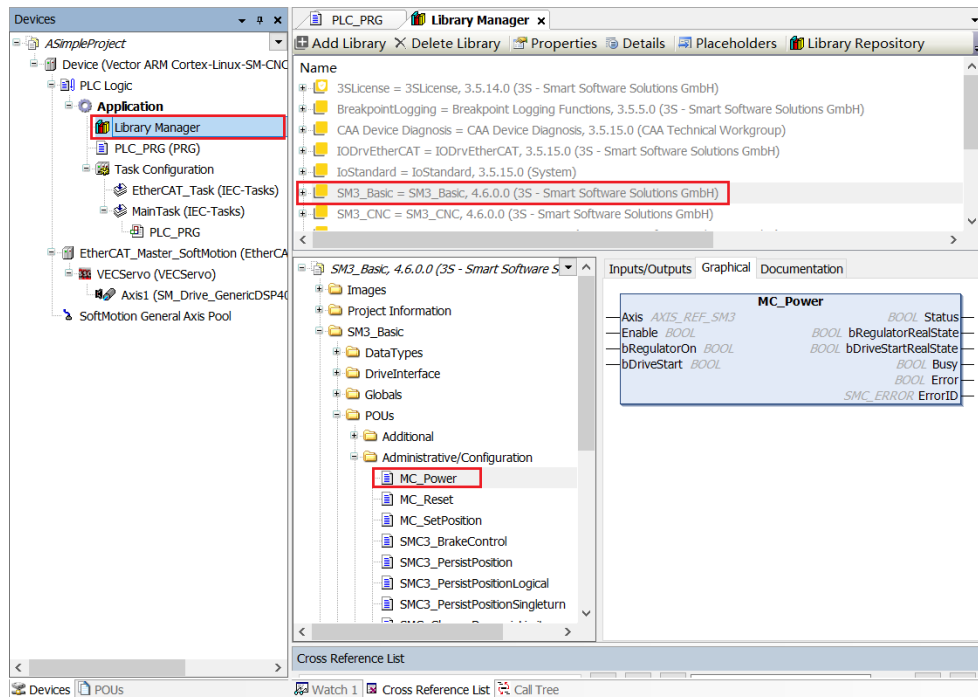 Devices
ASimpleProject
Device (Vector ARM Cortex-Linux-SM-CNC
PLC Logic
Application
Library Manager
PLC_PRG (PRG)
Task Configuration
EtherCAT_Task (IEC-Tasks)
MainTask (IEC-Tasks)
PLC_PRG
EtherCAT_Master_SoftMotion (EtherCA
VECServo (VECServo)
Axis1 (SM_Drive_GenericDSP40
SoftMotion General Axis Pool
Devices POUs
PLC_PRG Library Manager x
Add Library Delete Library Properties Details Placeholders Library Repository
Name
3SLicense = 3SLicense, 3.5.14.0 (3S - Smart Software Solutions GmbH)
BreakpointLogging = Breakpoint Logging Functions, 3.5.5.0 (3S - Smart Software Solutions GmbH)
CAA Device Diagnosis = CAA Device Diagnosis, 3.5.15.0 (CAA Technical Workgroup)
IODrvEtherCAT = IODrvEtherCAT, 3.5.15.0 (3S - Smart Software Solutions GmbH)
IoStandard = IoStandard, 3.5.15.0 (System)
SM3_Basic = SM3_Basic, 4.6.0.0 (3S - Smart Software Solutions GmbH)
SM3_CNC = SM3_CNC, 4.6.0.0 (3S - Smart Software Solutions GmbH)
SM3_Basic, 4.6.0.0 (3S - Smart Software S
Images
Project Information
SM3_Basic
DataTypes
DriveInterface
Globals
POUs
Additional
Administrative/Configuration
MC_Power
MC_Reset
MC_SetPosition
SMC3_BrakeControl
SMC3_PersistPosition
SMC3_PersistPositionLogical
SMC3_PersistPositionSingleturn
Inputs/Outputs Graphical Documentation
MC_Power
Axis AXIS_REF_SM3 BOOL Status
Enable BOOL BOOL bRegulatorRealState
bRegulatorOn BOOL BOOL bDriveStartRealState
bDriveStart BOOL BOOL Busy
BOOL Error
SMC_ERROR ErrorID
Cross Reference List
Watch 1 Cross Reference List Call Tree